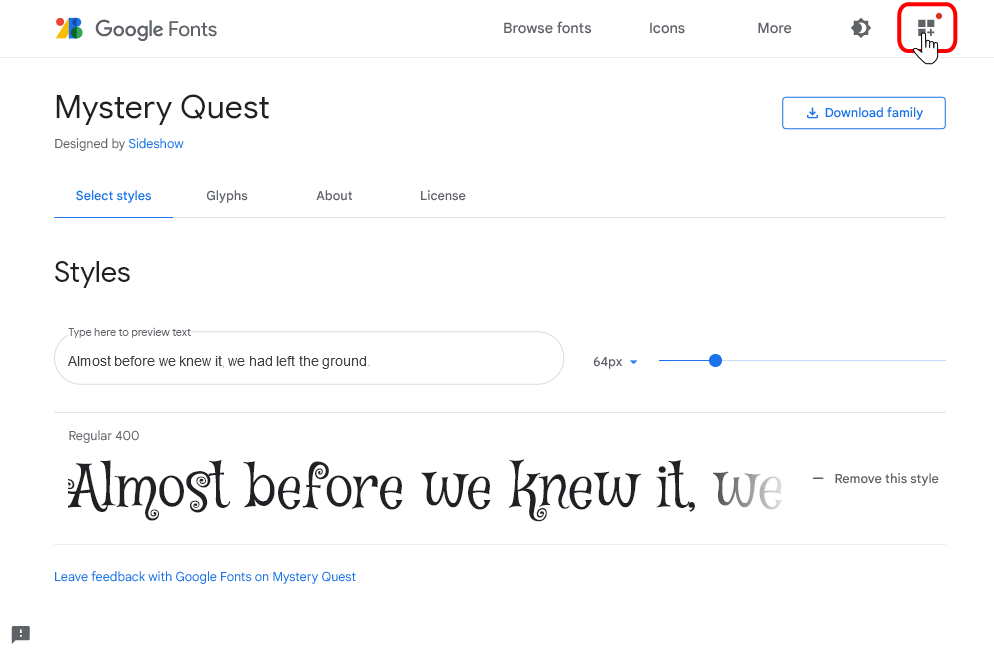 Google Fonts
Browse fonts
Icons
More
Mystery Quest
Download family
Designed by Sideshow
Select styles
Glyphs
About
License
Styles
Type here to preview text
Almost before we knew it, we had left the ground.
64px
Regular 400
Almost before we knew it, we
Remove this style
Leave feedback with Google Fonts on Mystery Quest